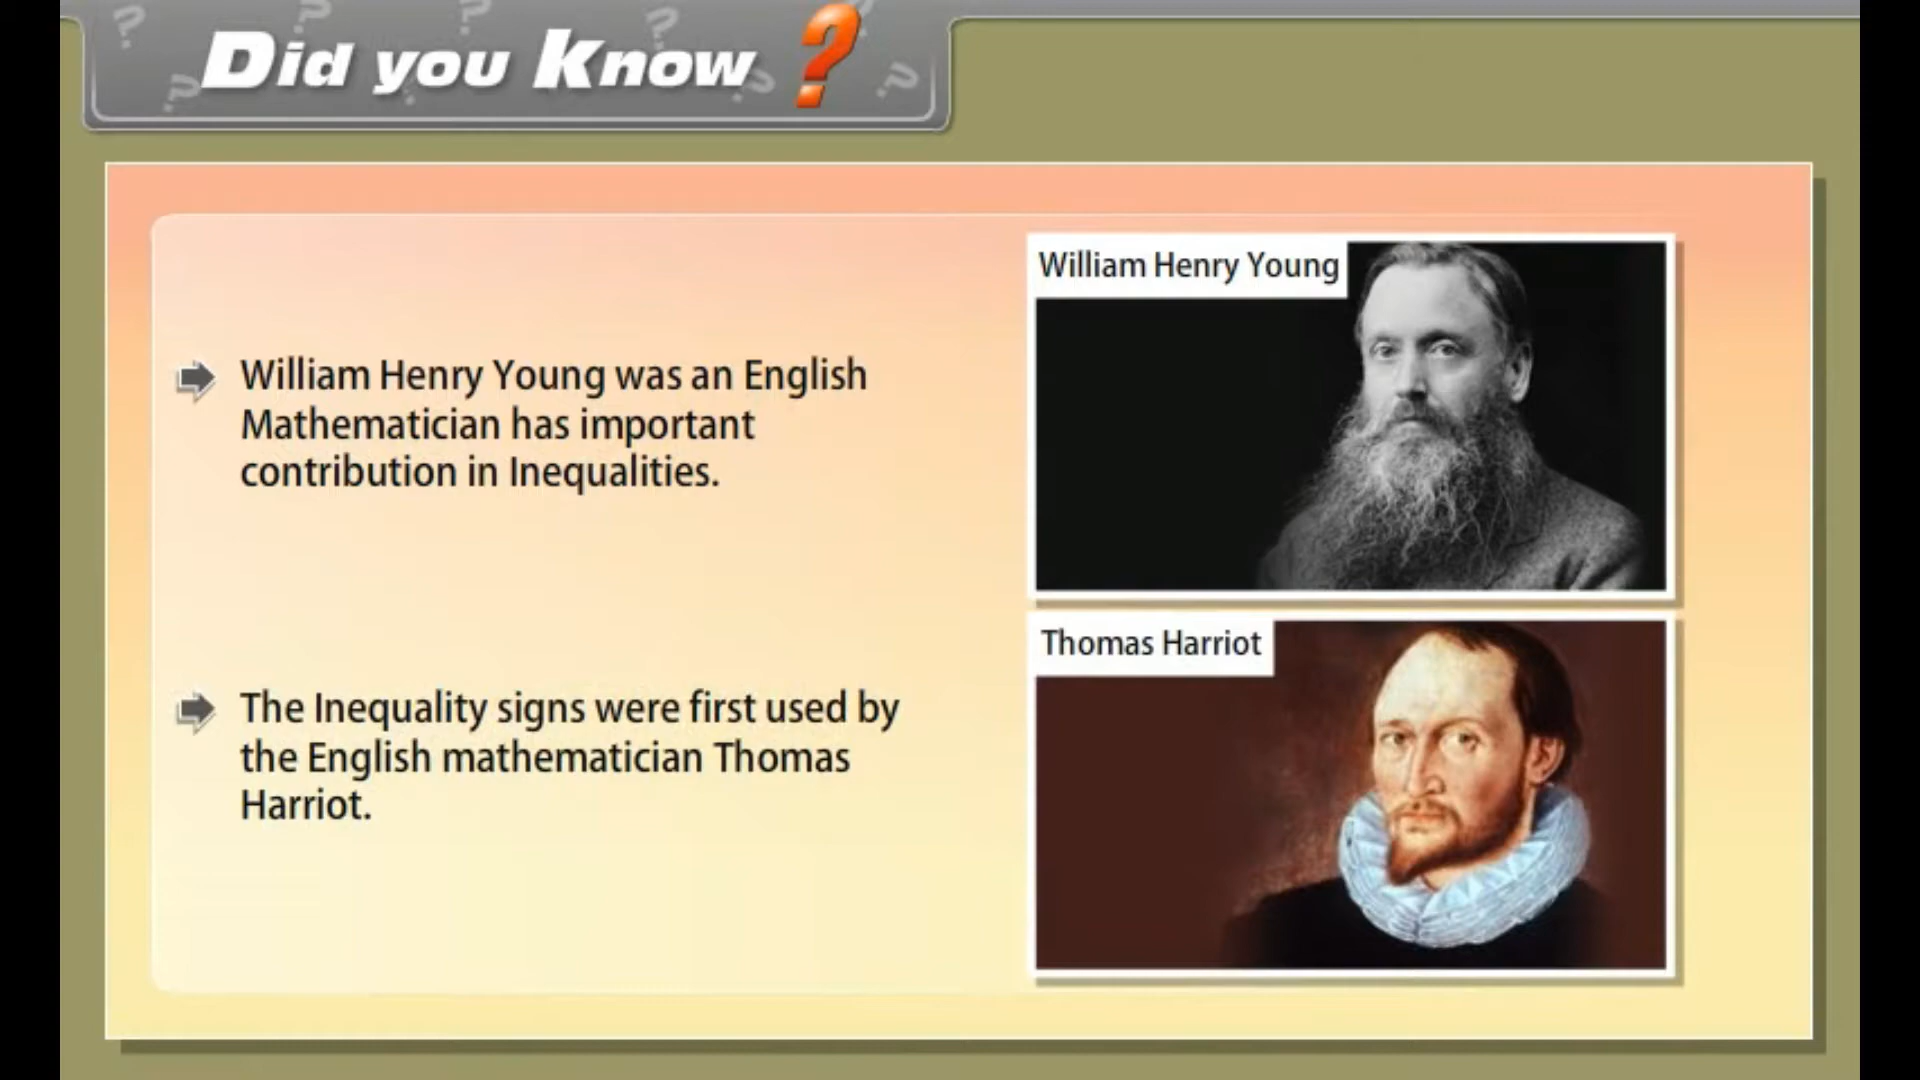 Did you Know ?
William Henry Young
William Henry Young was an English
Mathematician has important
contribution in Inequalities.
Thomas Harriot
The Inequality signs were first used by
the English mathematician Thomas
Harriot.